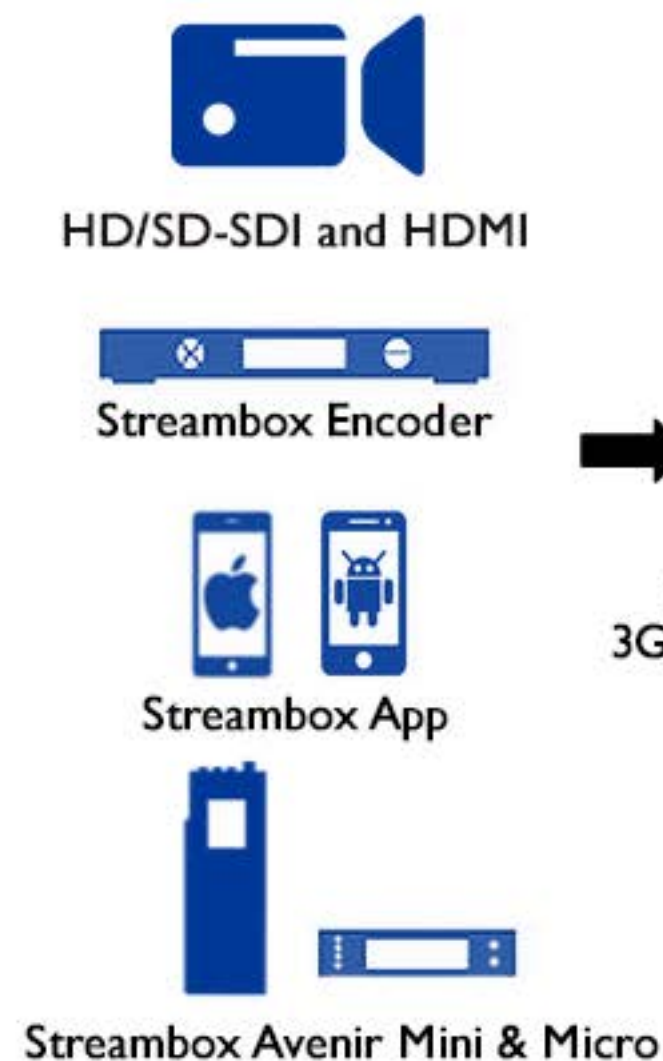 HD/SD-SDI and HDMI
Streambox Encoder
3G
Streambox App
Streambox Avenir Mini & Micro